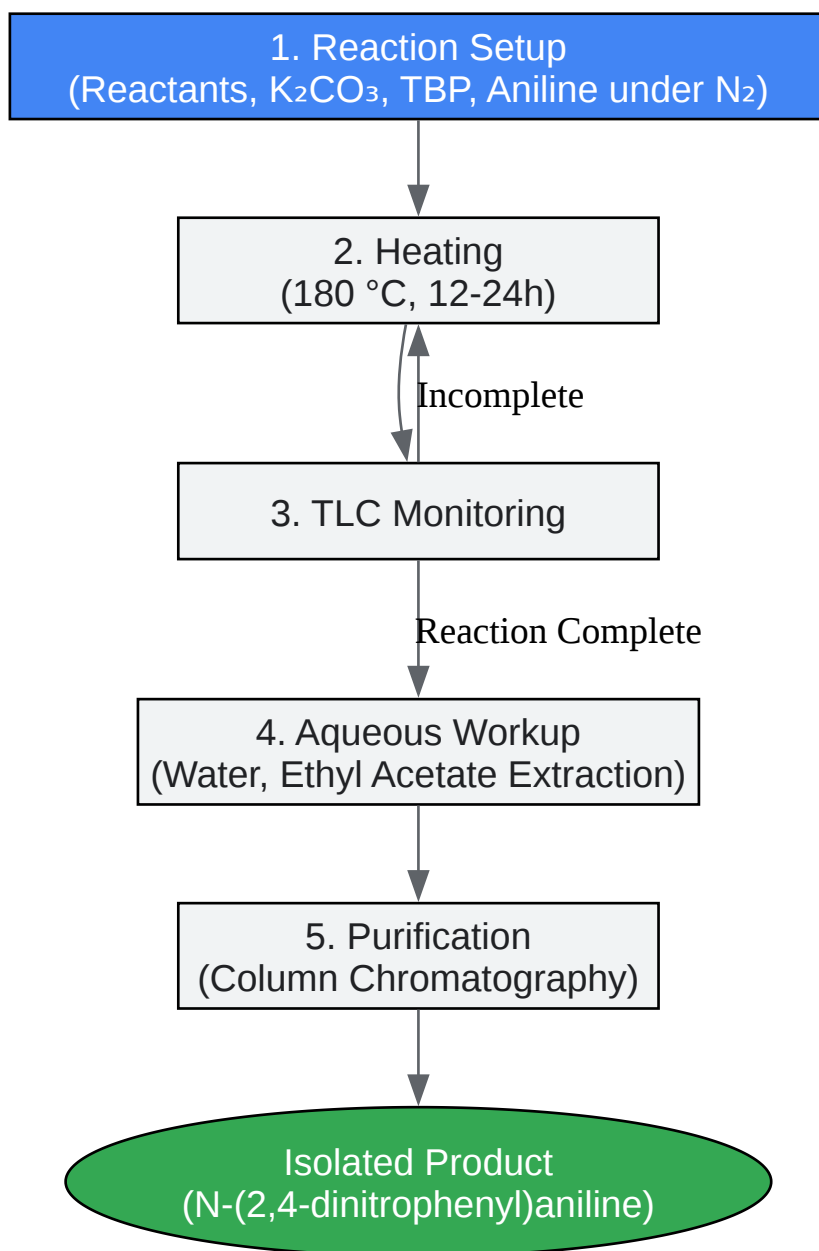 1. Reaction Setup
(Reactants, K₂CO₃, TBP, Aniline under N₂)
2. Heating
(180 °C, 12-24h)
Incomplete
3. TLC Monitoring
Reaction Complete
4. Aqueous Workup
(Water, Ethyl Acetate Extraction)
5. Purification
(Column Chromatography)
Isolated Product
(N-(2,4-dinitrophenyl)aniline)